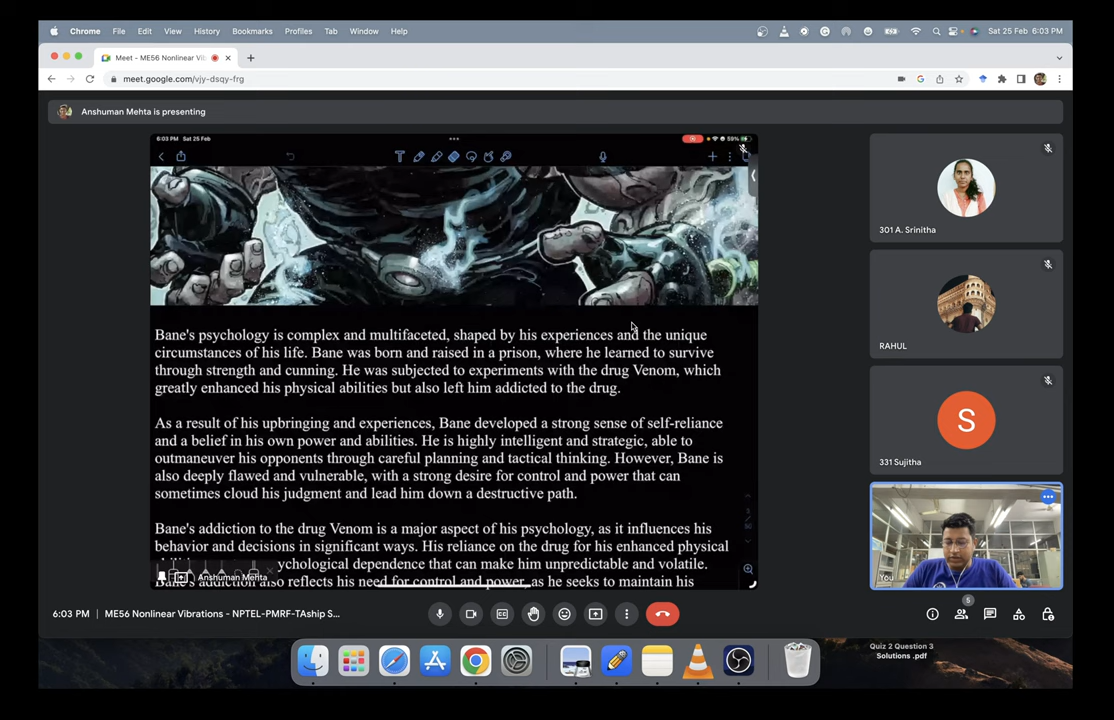 Chrome File Edit View History Bookmarks Profiles Tab Window Help Sat 25 Feb 6:03 PM
Meet - ME56 Nonlinear Vib
meet.google.com/vjy-dsqy-frg
Anshuman Mehta is presenting
6:03 PM Sat 25 Feb 59%
Bane's psychology is complex and multifaceted, shaped by his experiences and the unique
circumstances of his life. Bane was born and raised in a prison, where he learned to survive
through strength and cunning. He was subjected to experiments with the drug Venom, which
greatly enhanced his physical abilities but also left him addicted to the drug.
As a result of his upbringing and experiences, Bane developed a strong sense of self-reliance
and a belief in his own power and abilities. He is highly intelligent and strategic, able to
outmaneuver his opponents through careful planning and tactical thinking. However, Bane is
also deeply flawed and vulnerable, with a strong desire for control and power that can
sometimes cloud his judgment and lead him down a destructive path.
Bane's addiction to the drug Venom is a major aspect of his psychology, as it influences his
behavior and decisions in significant ways. His reliance on the drug for his enhanced physical
ychological dependence that can make him unpredictable and volatile.
so reflects his need for control and power, as he seeks to maintain his
Anshuman Mehta
301 A. Srinitha
RAHUL
S
331 Sujitha
You
6:03 PM ME56 Nonlinear Vibrations - NPTEL-PMRF-TAship S...
5
Quiz 2 Question 3
Solutions .pdf